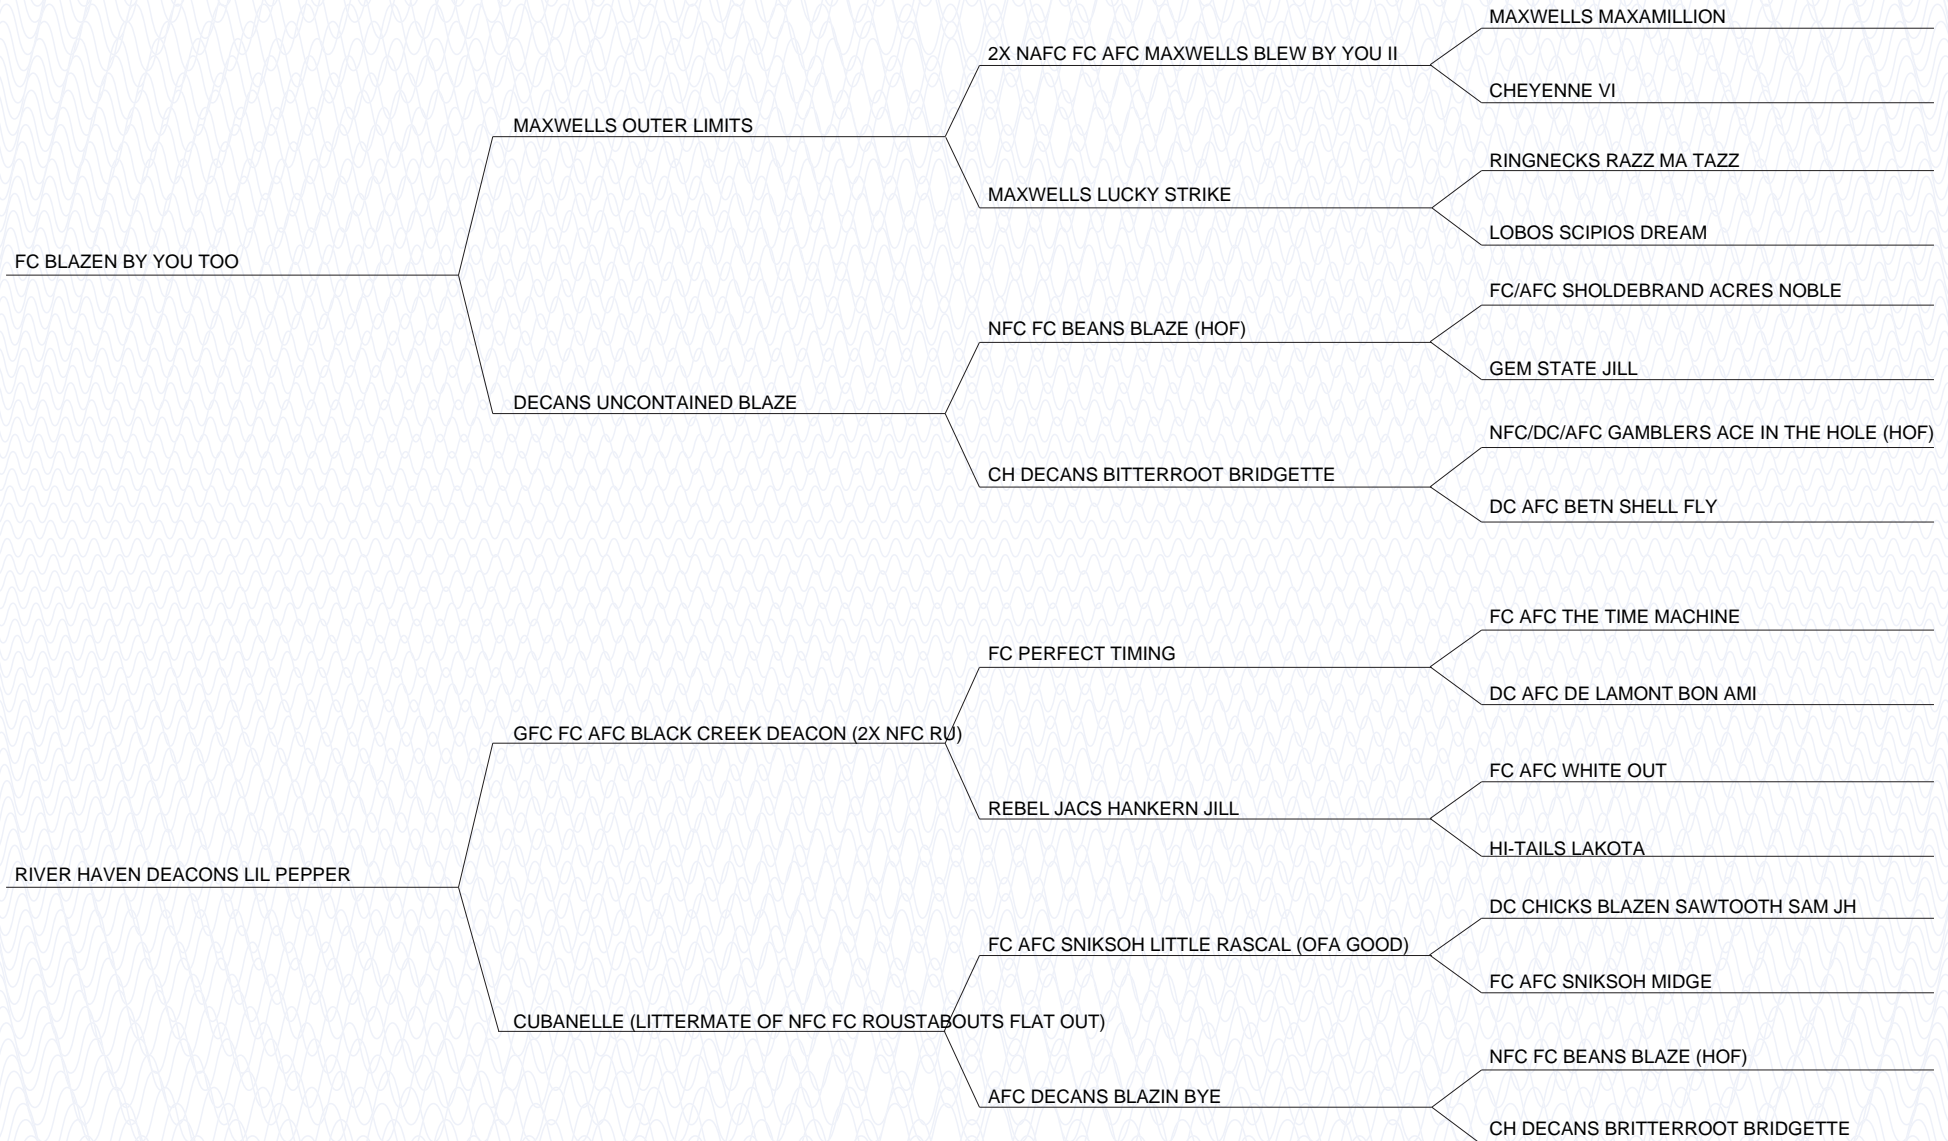 MAXWELLS MAXAMILLION
2X NAFC FC AFC MAXWELLS BLEW BY YOU II
CHEYENNE VI
MAXWELLS OUTER LIMITS
RINGNECKS RAZZ MA TAZZ
MAXWELLS LUCKY STRIKE
LOBOS SCIPIOS DREAM
FC BLAZEN BY YOU TOO
FC/AFC SHOLDEBRAND ACRES NOBLE
NFC FC BEANS BLAZE (HOF)
GEM STATE JILL
DECANS UNCONTAINED BLAZE
NFC/DC/AFC GAMBLERS ACE IN THE HOLE (HOF)
CH DECANS BITTERROOT BRIDGETTE
DC AFC BETN SHELL FLY
FC AFC THE TIME MACHINE
FC PERFECT TIMING
DC AFC DE LAMONT BON AMI
GFC FC AFC BLACK CREEK DEACON (2X NFC RU)
FC AFC WHITE OUT
REBEL JACS HANKERN JILL
HI-TAILS LAKOTA
RIVER HAVEN DEACONS LIL PEPPER
DC CHICKS BLAZEN SAWTOOTH SAM JH
FC AFC SNIKSOH LITTLE RASCAL (OFA GOOD)
FC AFC SNIKSOH MIDGE
CUBANELLE (LITTERMATE OF NFC FC ROUSTABOUTS FLAT OUT)
NFC FC BEANS BLAZE (HOF)
AFC DECANS BLAZIN BYE
CH DECANS BRITTERROOT BRIDGETTE